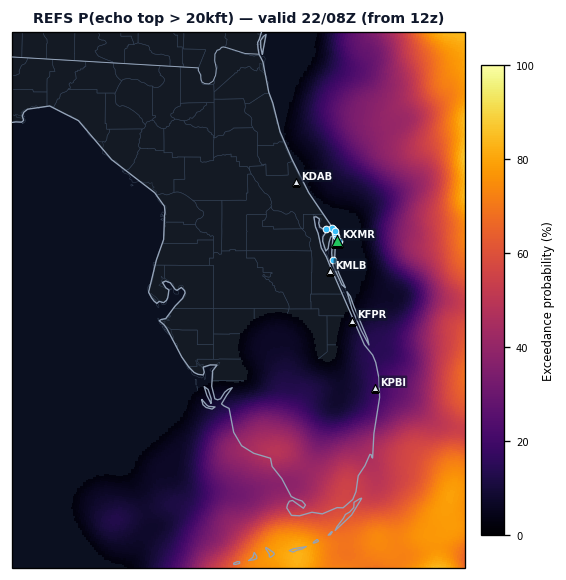 REFS P(echo top > 20kft) — valid 22/08Z (from 12z)
KDAB
KXMR
KMLB
KFPR
KPBI
100
80
60
40
20
0
Exceedance probability (%)